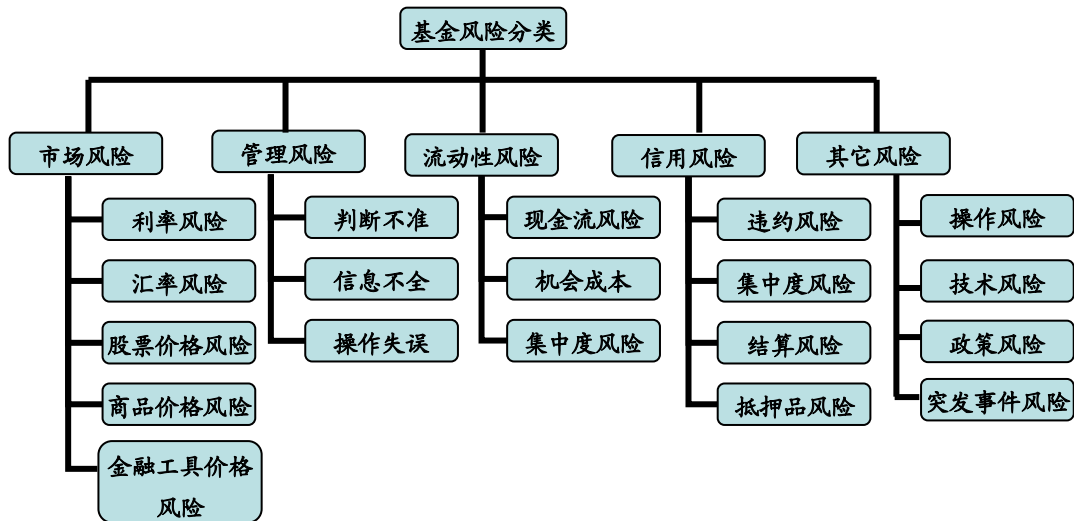 基金风险分类
市场风险
管理风险
流动性风险
信用风险
其它风险
利率风险
汇率风险
股票价格风险
商品价格风险
金融工具价格
风险
判断不准
信息不全
操作失误
现金流风险
机会成本
集中度风险
违约风险
集中度风险
结算风险
抵押品风险
操作风险
技术风险
政策风险
突发事件风险